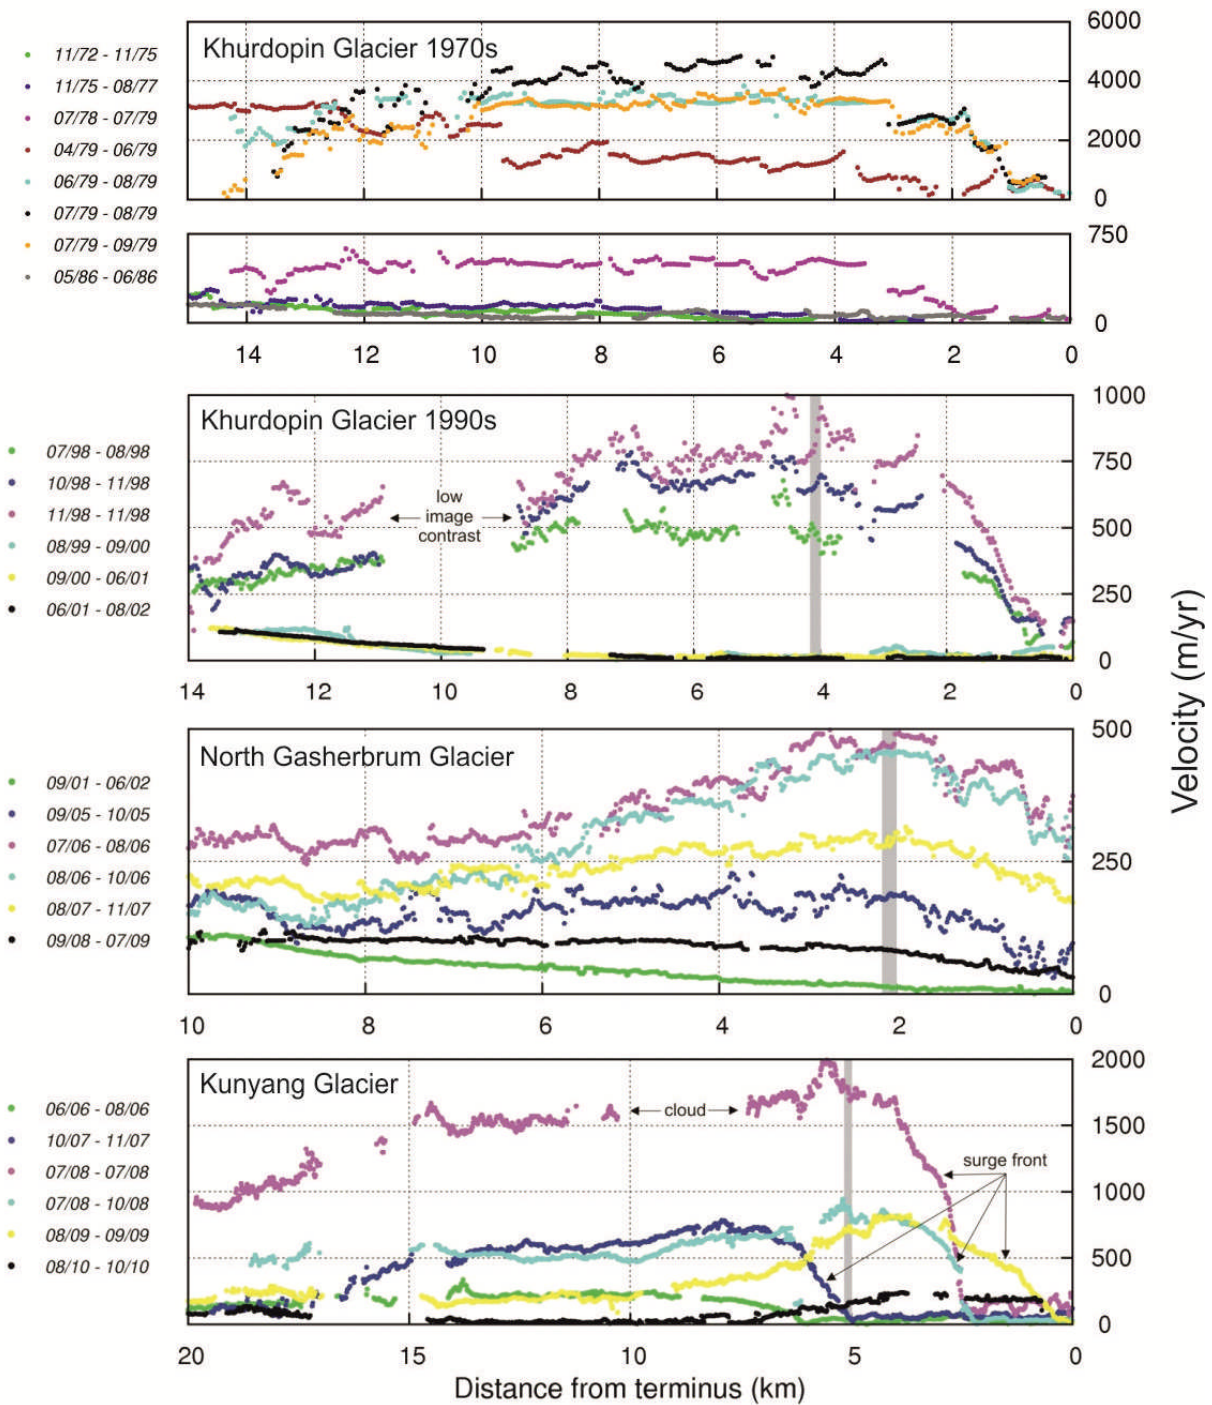 Khurdopin Glacier 1970s
11/72 - 11/75
11/75 - 08/77
07/78 - 07/79
04/79 - 06/79
06/79 - 08/79
07/79 - 08/79
07/79 - 09/79
05/86 - 06/86
6000
4000
2000
0
750
0
14 12 10 8 6 4 2 0
Khurdopin Glacier 1990s
07/98 - 08/98
10/98 - 11/98
11/98 - 11/98
08/99 - 09/00
09/00 - 06/01
06/01 - 08/02
low
image
contrast
1000
750
500
250
0
14 12 10 8 6 4 2 0
Velocity (m/yr)
North Gasherbrum Glacier
09/01 - 06/02
09/05 - 10/05
07/06 - 08/06
08/06 - 10/06
08/07 - 11/07
09/08 - 07/09
500
250
0
10 8 6 4 2 0
Kunyang Glacier
06/06 - 08/06
10/07 - 11/07
07/08 - 07/08
07/08 - 10/08
08/09 - 09/09
08/10 - 10/10
cloud
surge front
2000
1500
1000
500
0
20 15 10 5 0
Distance from terminus (km)